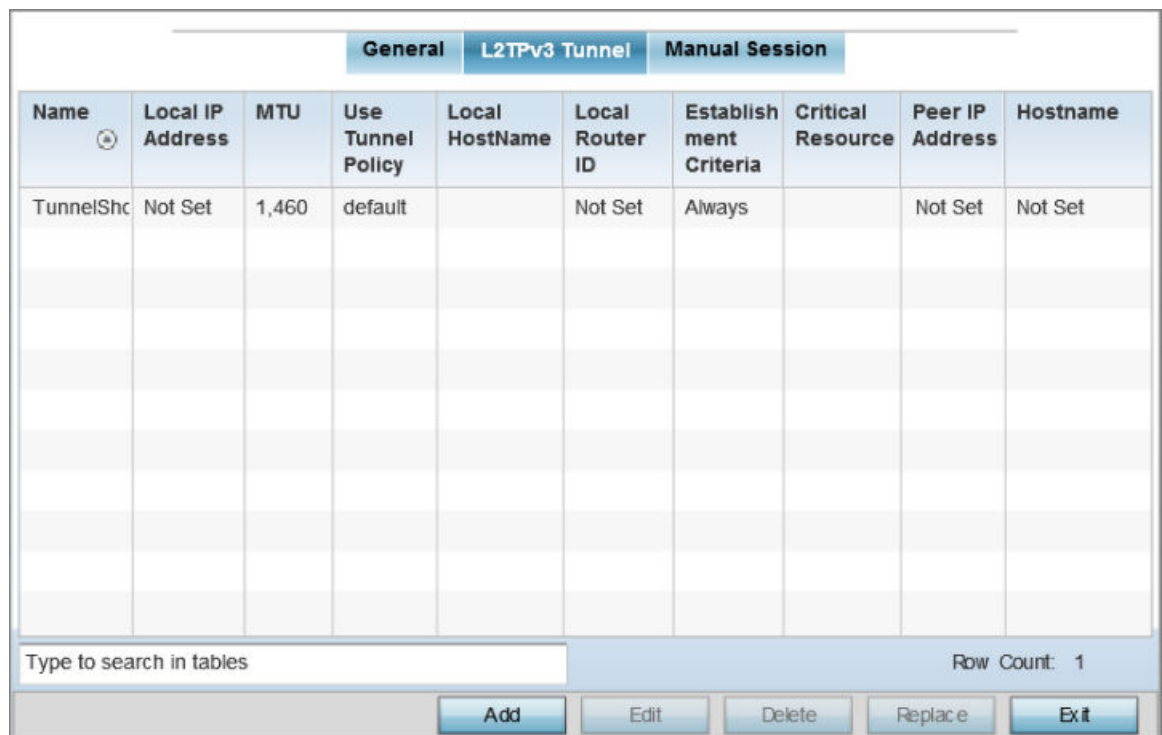 General L2TPv3 Tunnel Manual Session
Name Local IP Address MTU Use Tunnel Policy Local HostName Local Router ID Establish ment Criteria Critical Resource Peer IP Address Hostname
TunnelSho Not Set 1,460 default Not Set Always Not Set Not Set
Type to search in tables Row Count: 1
Add Edit Delete Replace Exit